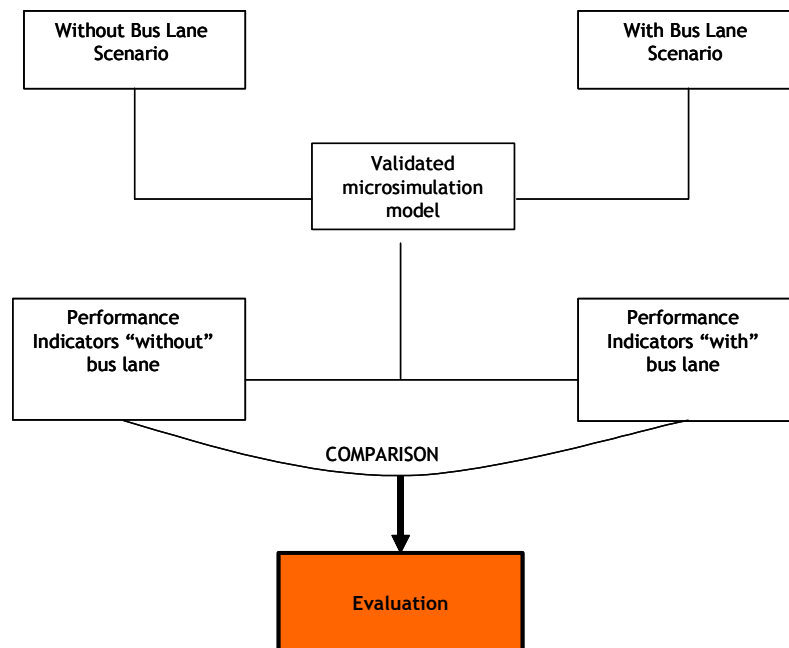 Without Bus Lane
Scenario
With Bus Lane
Scenario
Validated
microsimulation
model
Performance
Indicators “without”
bus lane
Performance
Indicators “with”
bus lane
COMPARISON
Evaluation